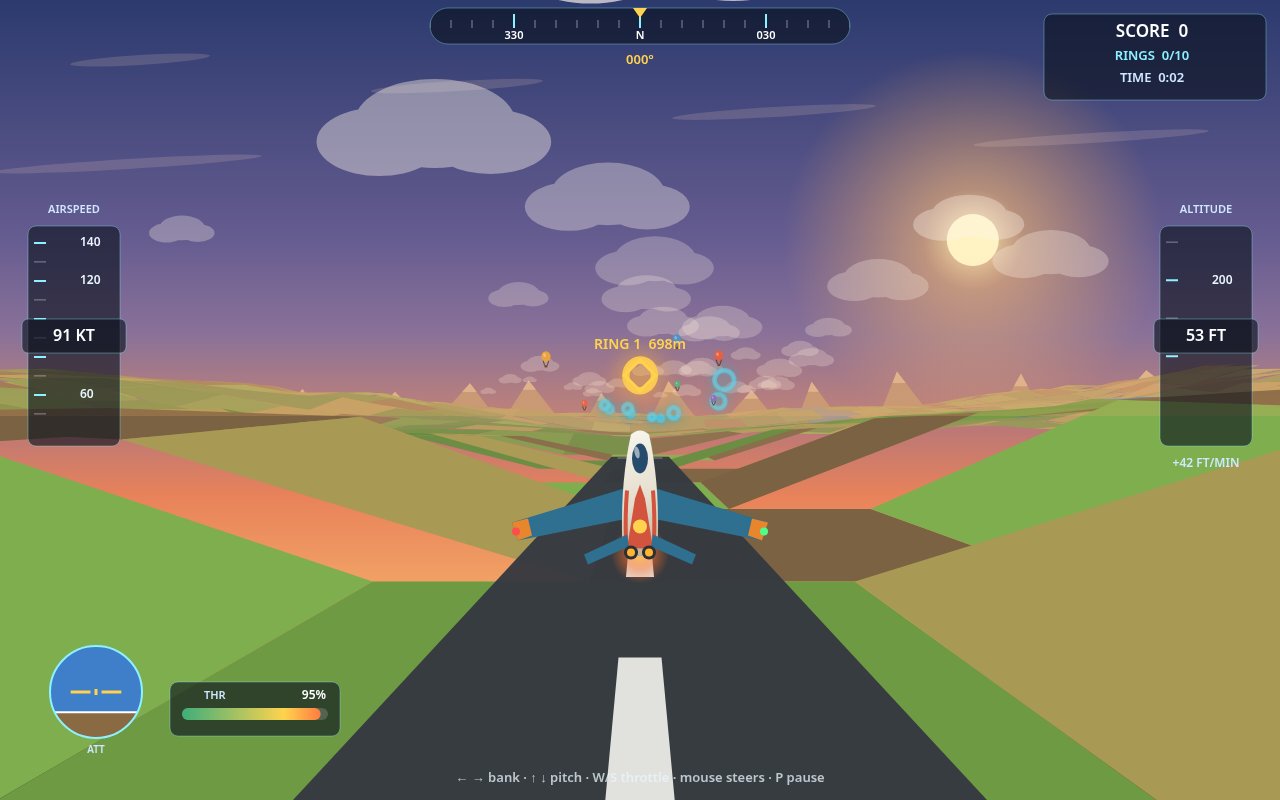 330 N 030
000°
SCORE 0
RINGS 0/10
TIME 0:02
AIRSPEED
140
120
91 KT
60
ALTITUDE
200
53 FT
+42 FT/MIN
RING 1 698m
THR 95%
ATT
← → bank · ↑ ↓ pitch · W/S throttle · mouse steers · P pause